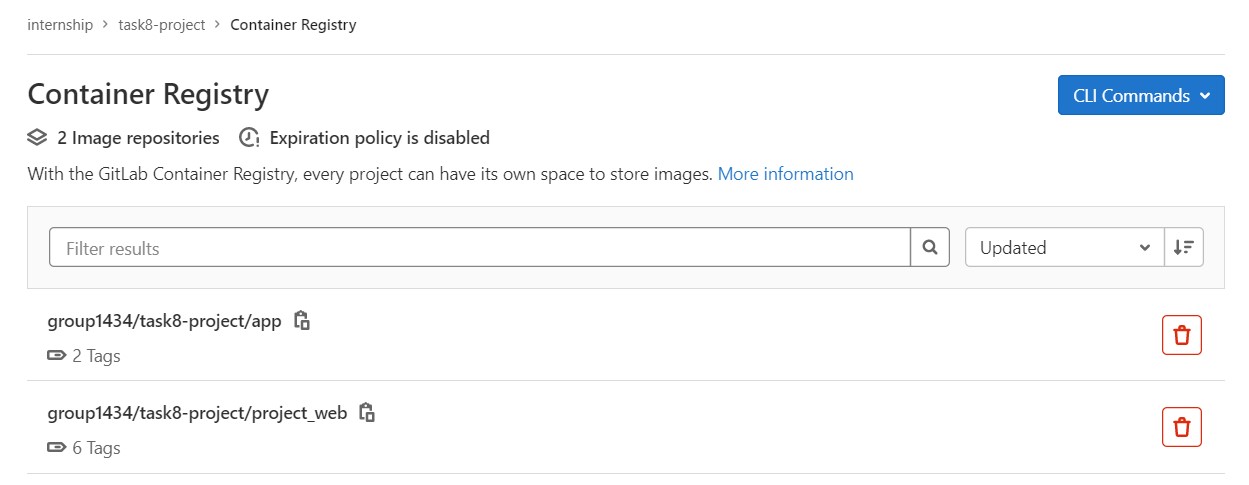 internship > task8-project > Container Registry
Container Registry
CLI Commands
2 Image repositories Expiration policy is disabled
With the GitLab Container Registry, every project can have its own space to store images. More information
Filter results
Updated
group1434/task8-project/app
2 Tags
group1434/task8-project/project_web
6 Tags